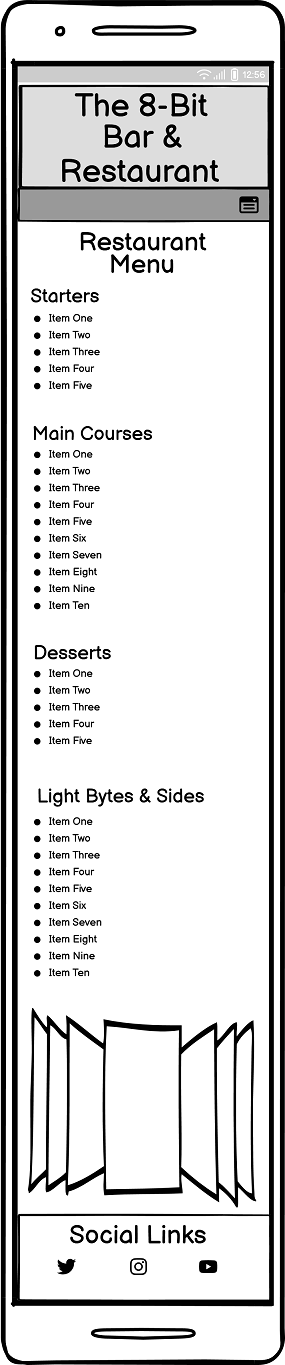 12:56
The 8-Bit
Bar &
Restaurant
Restaurant
Menu
Starters
Item One
Item Two
Item Three
Item Four
Item Five
Main Courses
Item One
Item Two
Item Three
Item Four
Item Five
Item Six
Item Seven
Item Eight
Item Nine
Item Ten
Desserts
Item One
Item Two
Item Three
Item Four
Item Five
Light Bytes & Sides
Item One
Item Two
Item Three
Item Four
Item Five
Item Six
Item Seven
Item Eight
Item Nine
Item Ten
Social Links